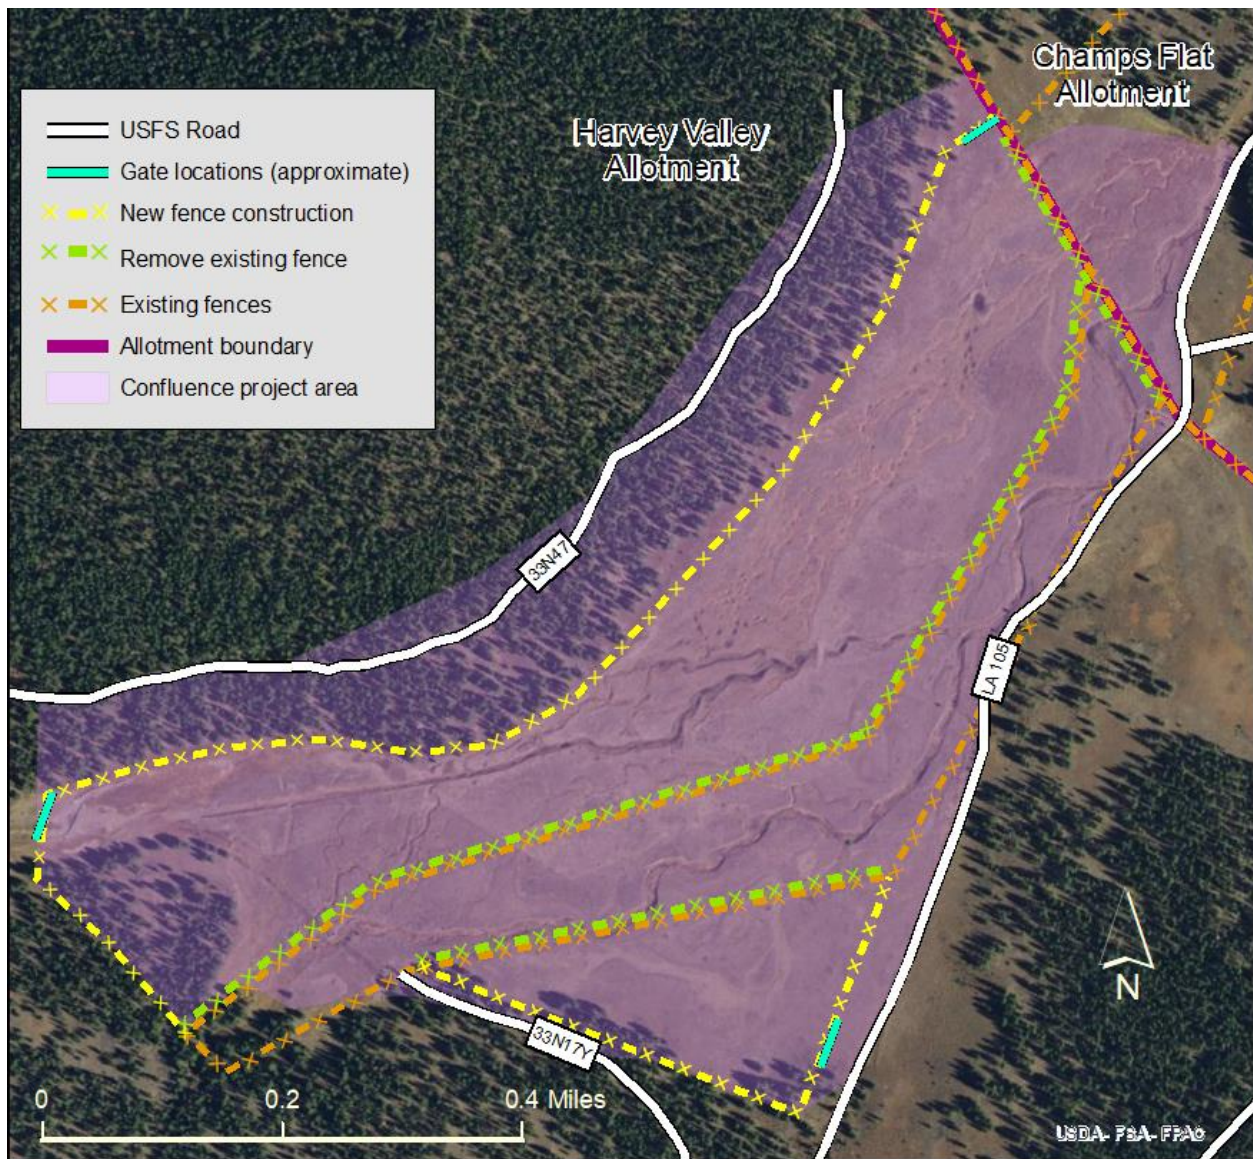 Champs Flat
Allotment
Harvey Valley
Allotment
USFS Road
Gate locations (approximate)
New fence construction
Remove existing fence
Existing fences
Allotment boundary
Confluence project area
33N47
LA 105
33N17Y
N
0 0.2 0.4 Miles
USDA- FSA- FPAC